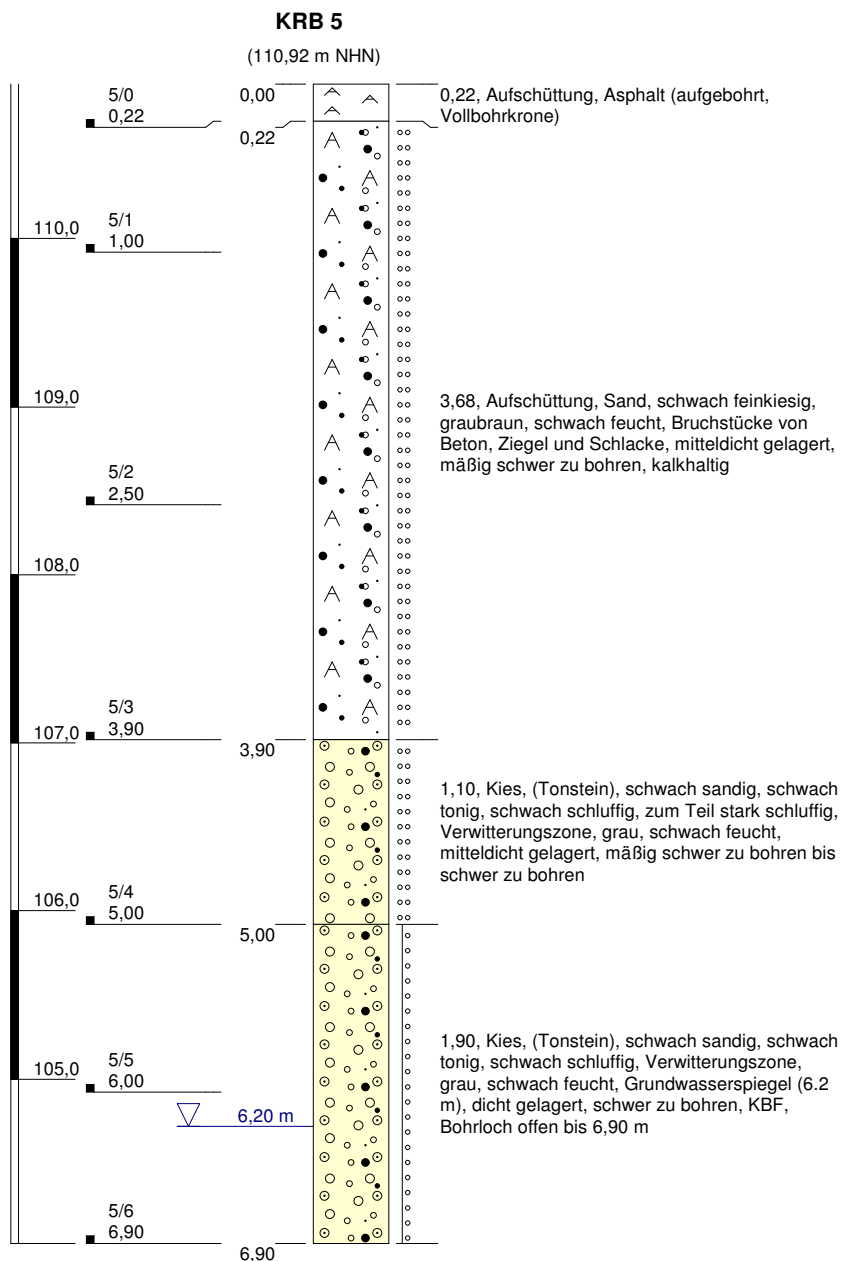 KRB 5
(110,92 m NHN)
5/0
0,22
0,00
0,22
0,22, Aufschüttung, Asphalt (aufgebohrt,
Vollbohrkrone)
110,0
5/1
1,00
109,0
3,68, Aufschüttung, Sand, schwach feinkiesig,
graubraun, schwach feucht, Bruchstücke von
Beton, Ziegel und Schlacke, mitteldicht gelagert,
mäßig schwer zu bohren, kalkhaltig
5/2
2,50
108,0
107,0
5/3
3,90
3,90
1,10, Kies, (Tonstein), schwach sandig, schwach
tonig, schwach schluffig, zum Teil stark schluffig,
Verwitterungszone, grau, schwach feucht,
mitteldicht gelagert, mäßig schwer zu bohren bis
schwer zu bohren
106,0
5/4
5,00
5,00
1,90, Kies, (Tonstein), schwach sandig, schwach
tonig, schwach schluffig, Verwitterungszone,
grau, schwach feucht, Grundwasserspiegel (6.2
m), dicht gelagert, schwer zu bohren, KBF,
Bohrloch offen bis 6,90 m
105,0
5/5
6,00
6,20 m
5/6
6,90
6,90